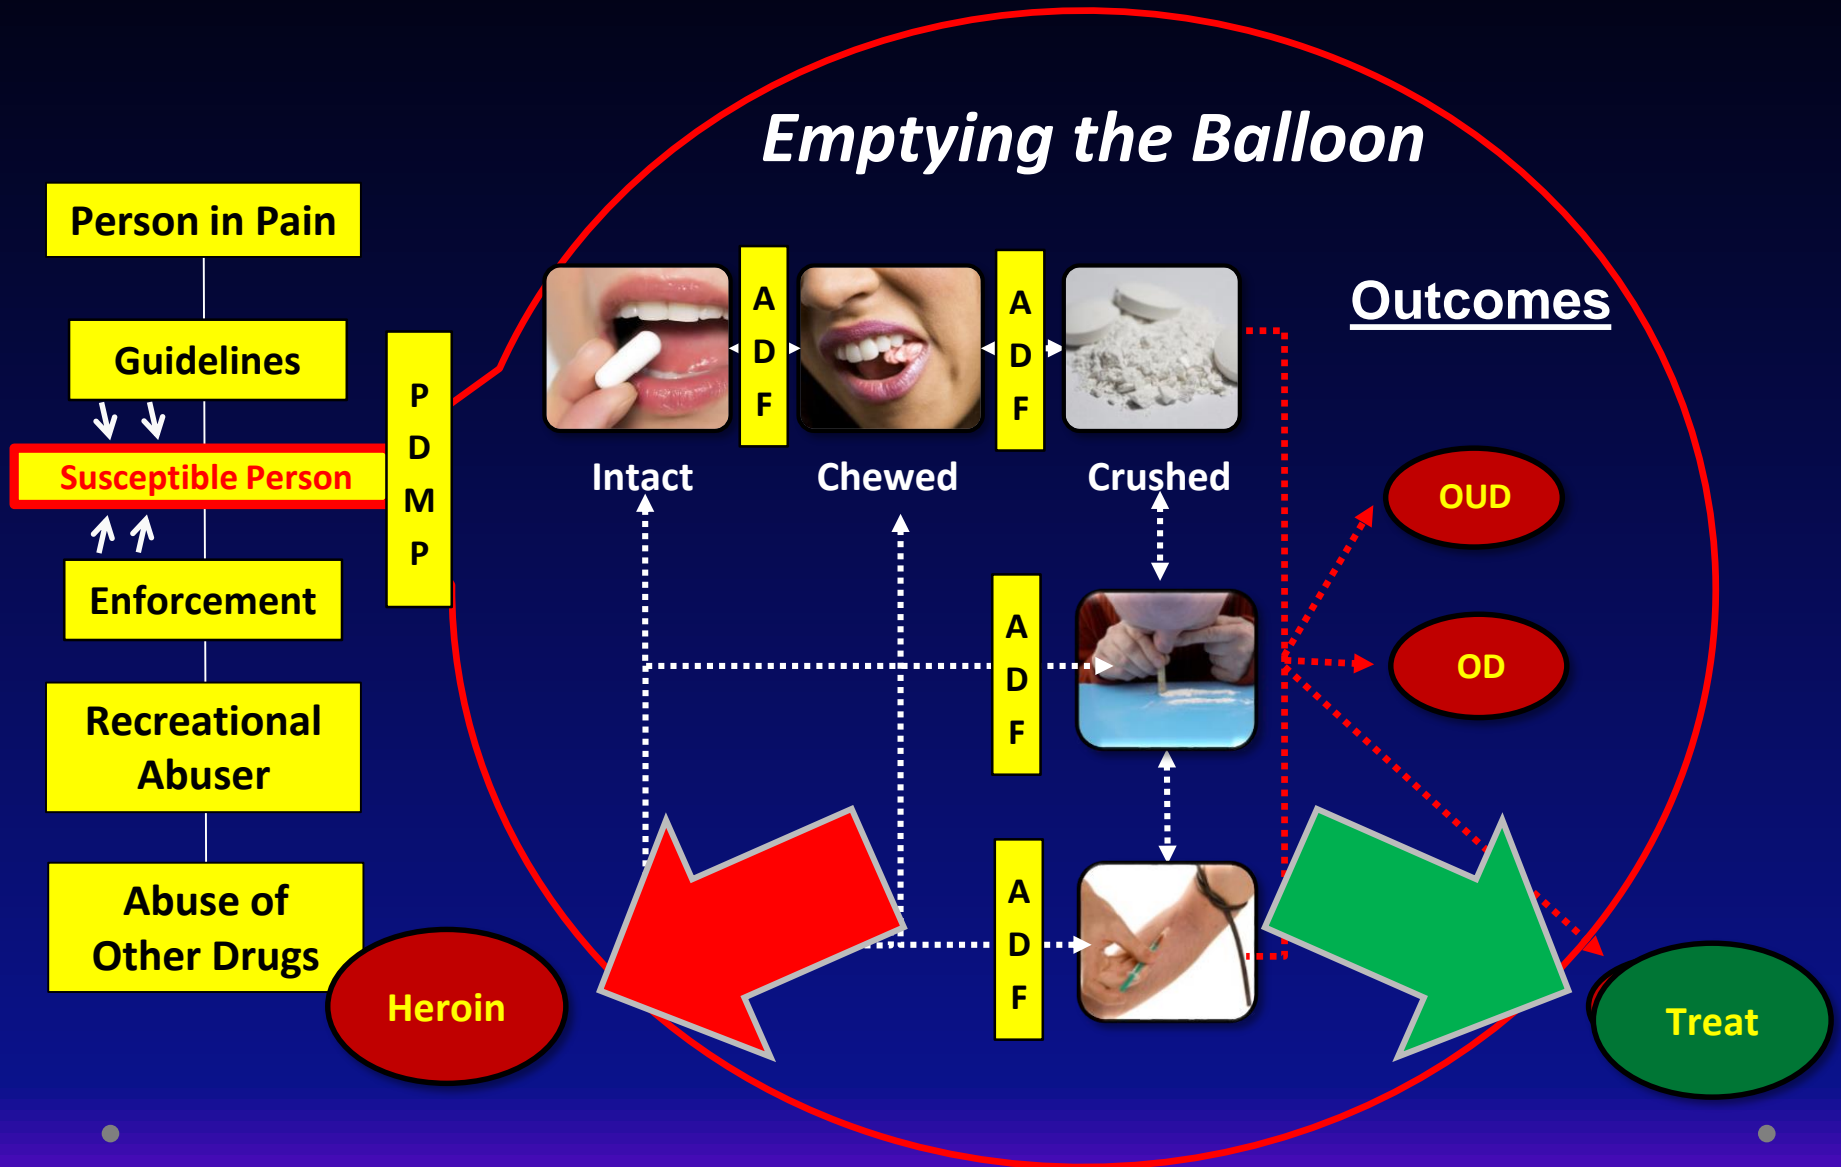 Emptying the Balloon
Person in Pain
Guidelines
Susceptible Person
Enforcement
Recreational
Abuser
Abuse of
Other Drugs
Heroin
P
D
M
P
A
D
F
A
D
F
Intact
Chewed
Crushed
A
D
F
A
D
F
Outcomes
OUD
OD
Treat